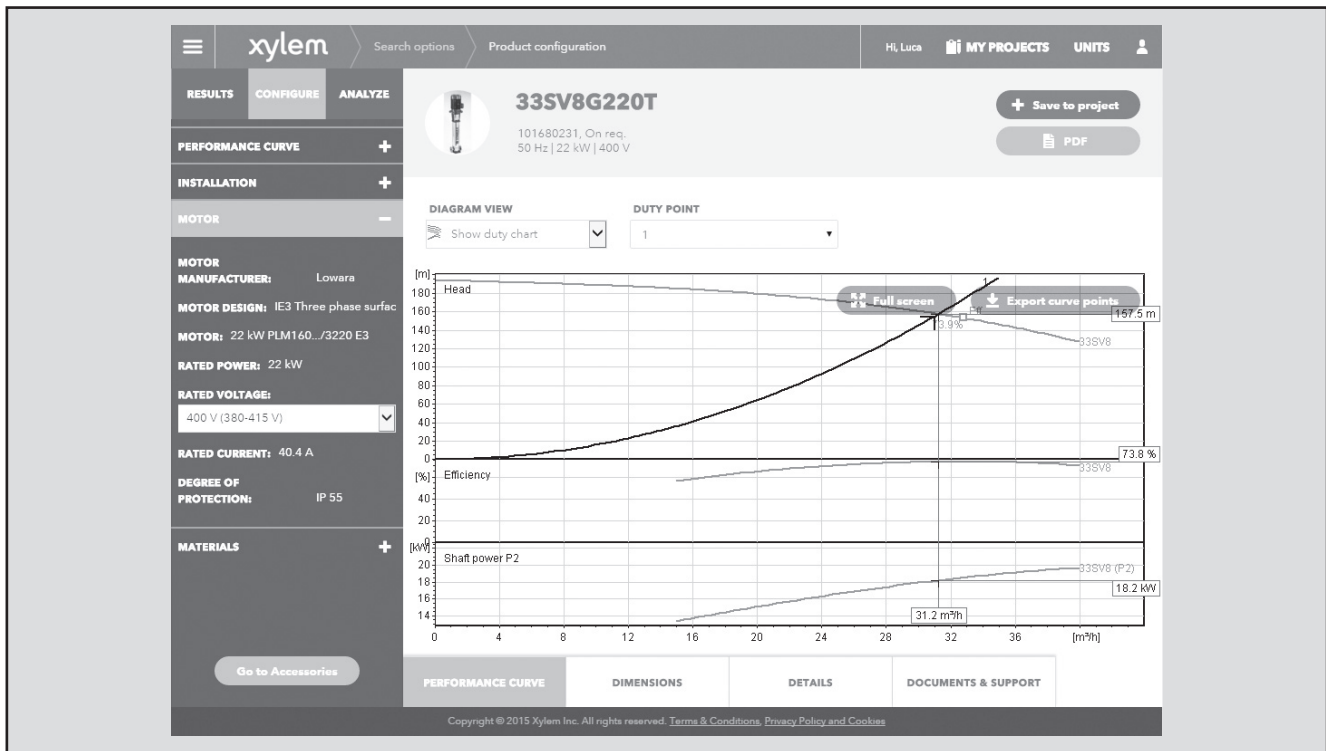 xylem
Search options
Product configuration
Hi, Luca
MY PROJECTS
UNITS
RESULTS
CONFIGURE
ANALYZE
33SV8G220T
101680231, On req.
50 Hz | 22 kW | 400 V
+ Save to project
PDF
PERFORMANCE CURVE +
INSTALLATION +
MOTOR −
MOTOR
MANUFACTURER: Lowara
MOTOR DESIGN: IE3 Three phase surfac
MOTOR: 22 kW PLM160.../3220 E3
RATED POWER: 22 kW
RATED VOLTAGE:
400 V (380-415 V)
RATED CURRENT: 40.4 A
DEGREE OF
PROTECTION: IP 55
MATERIALS +
Go to Accessories
DIAGRAM VIEW
Show duty chart
DUTY POINT
1
[m]
Head
180
160
140
120
100
80
60
40
20
0
1
Full screen
Export curve points
Eff
3.9%
157.5 m
33SV8
73.8 %
[%]
Efficiency
40
20
0
33SV8
[kW]
Shaft power P2
20
18
16
14
33SV8 (P2)
18.2 kW
31.2 m³/h
0 4 8 12 16 20 24 28 32 36 [m³/h]
PERFORMANCE CURVE
DIMENSIONS
DETAILS
DOCUMENTS & SUPPORT
Copyright © 2015 Xylem Inc. All rights reserved. Terms & Conditions, Privacy Policy and Cookies